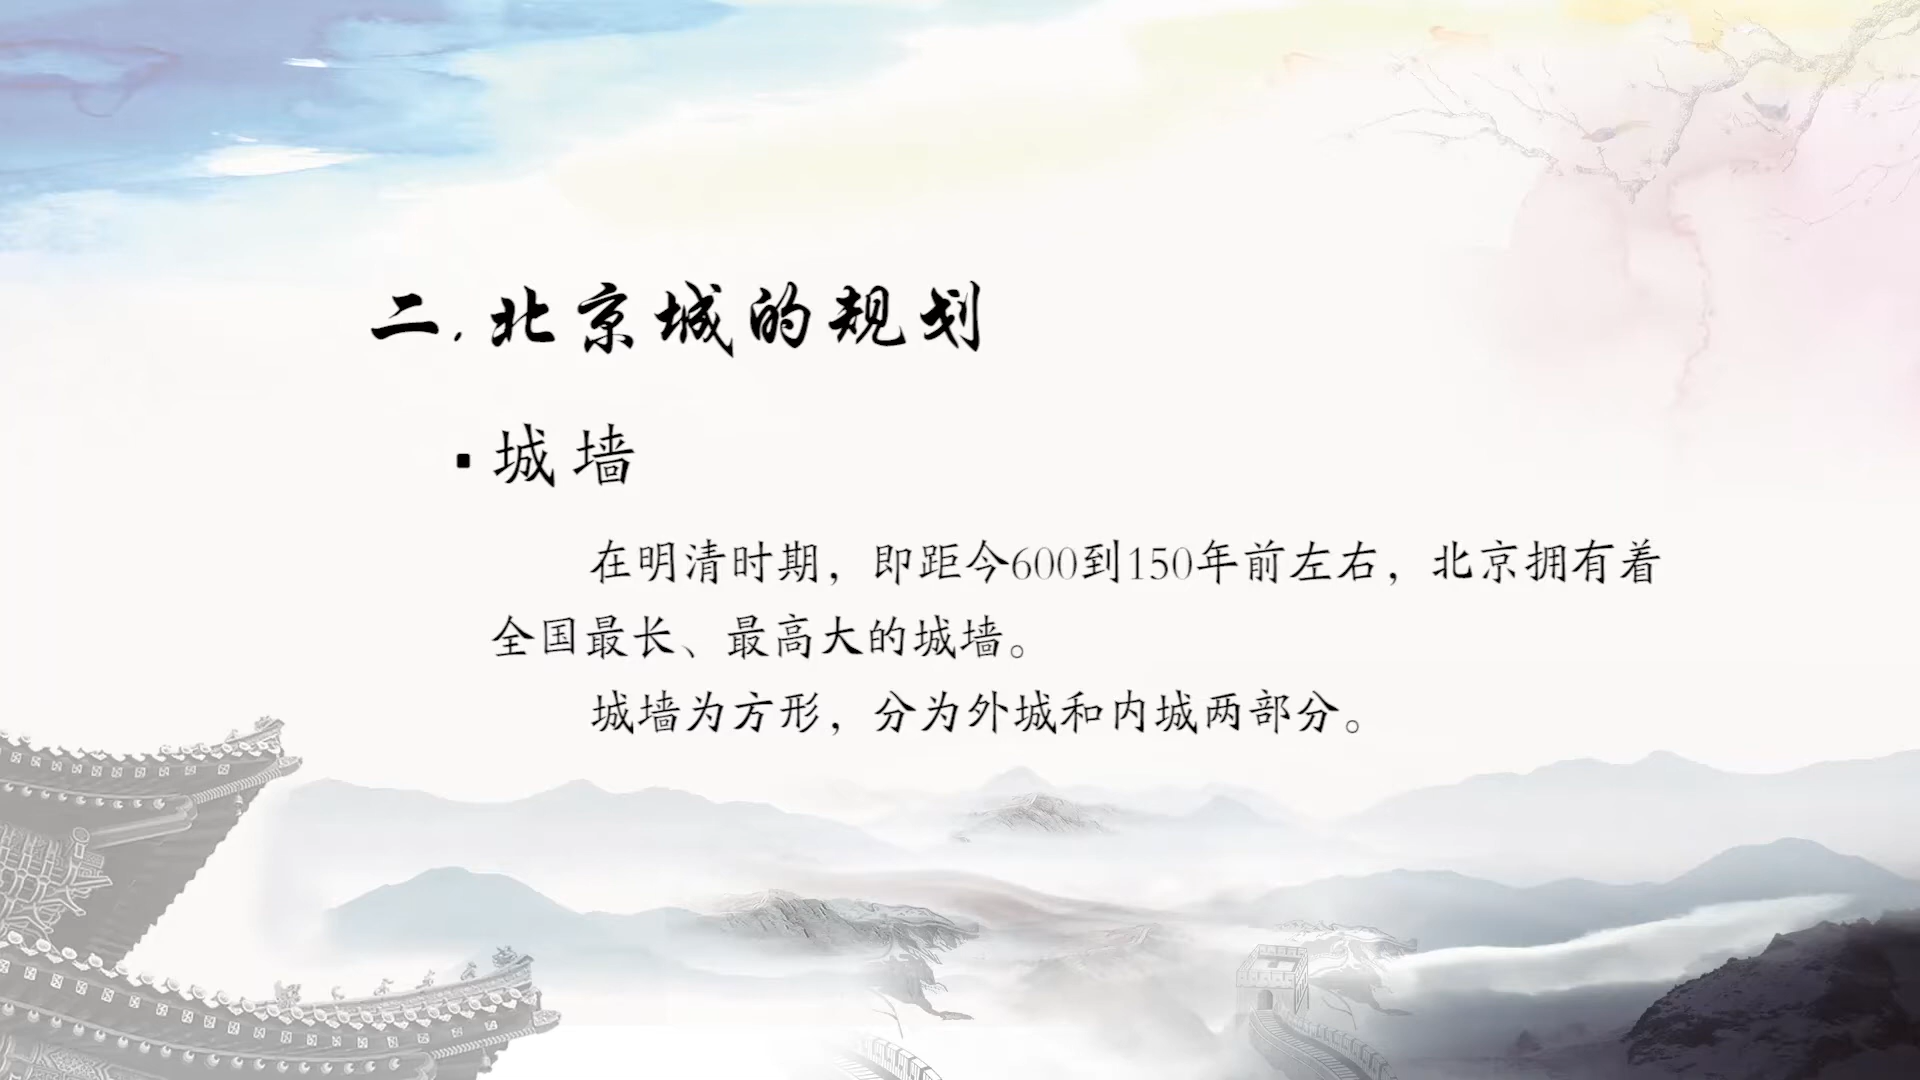 二.北京城的规划
▪城墙
在明清时期，即距今600到150年前左右，北京拥有着
全国最长、最高大的城墙。
城墙为方形，分为外城和内城两部分。